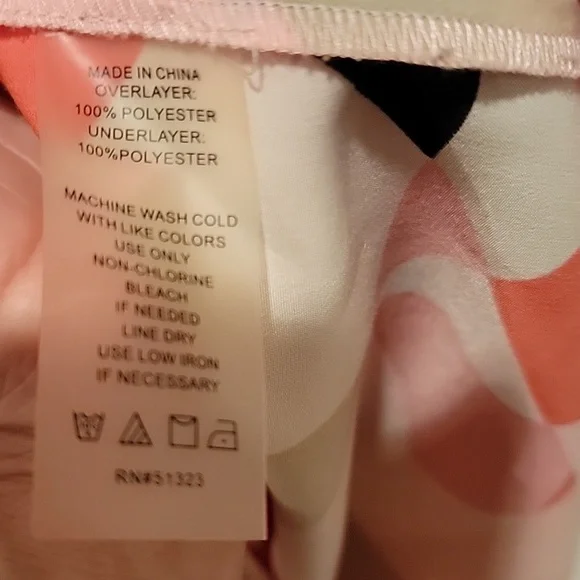 MADE IN CHINA
OVERLAYER:
100% POLYESTER
UNDERLAYER:
100%POLYESTER
MACHINE WASH COLD
WITH LIKE COLORS
USE ONLY
NON-CHLORINE
BLEACH
IF NEEDED
LINE DRY
USE LOW IRON
IF NECESSARY
RN#51323